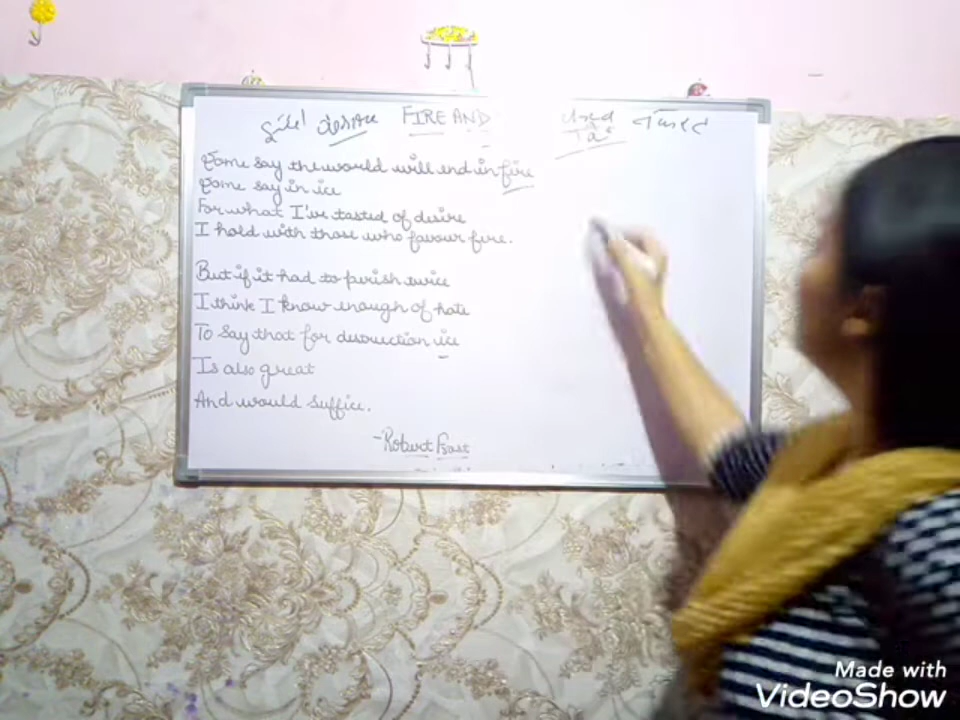 desire FIRE AND
Some say the would will end in fire
Some say in ice
For what I've tasted of desire
I hold with those who favour fire.
But if it had to perish twice
I think I know enough of hate
To say that for destruction ice
Is also great
And would suffice.
-Robert Frost
Made with
VideoShow